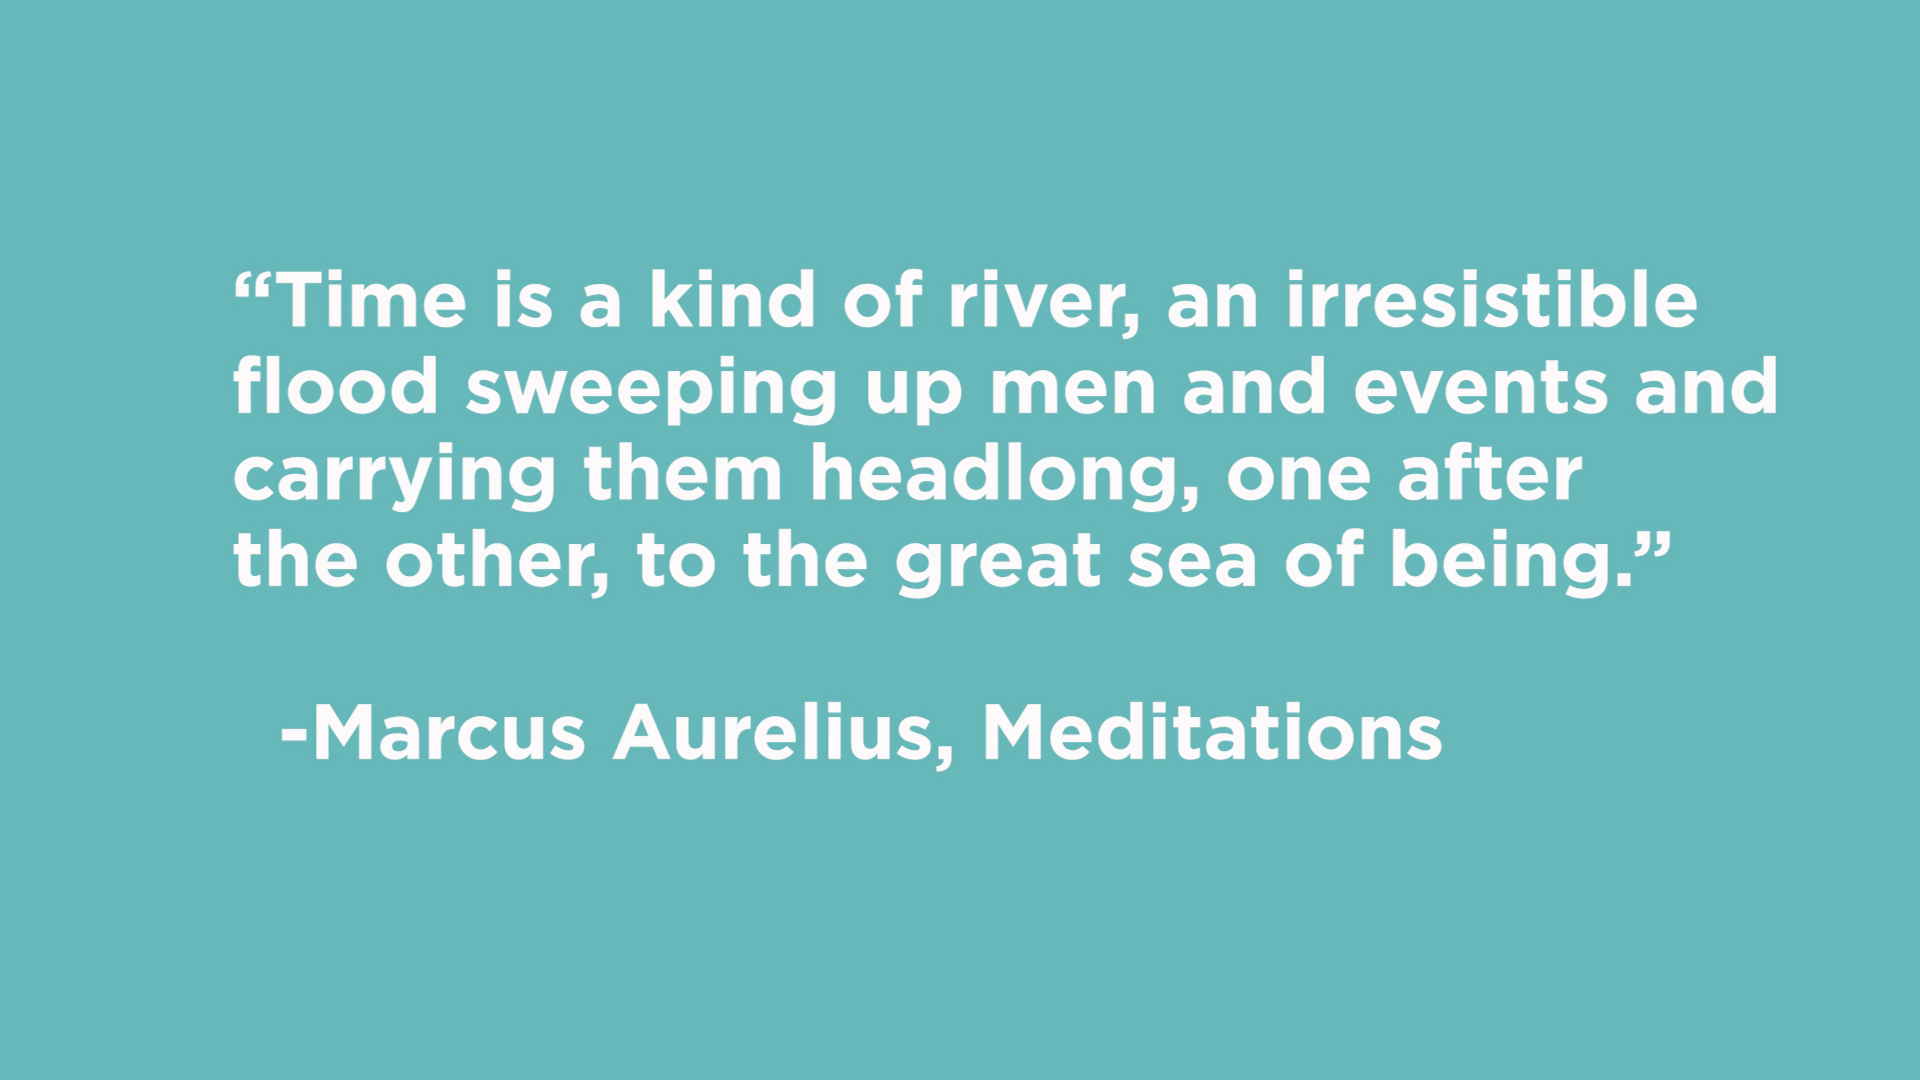 “Time is a kind of river, an irresistible
flood sweeping up men and events and
carrying them headlong, one after
the other, to the great sea of being.”
-Marcus Aurelius, Meditations